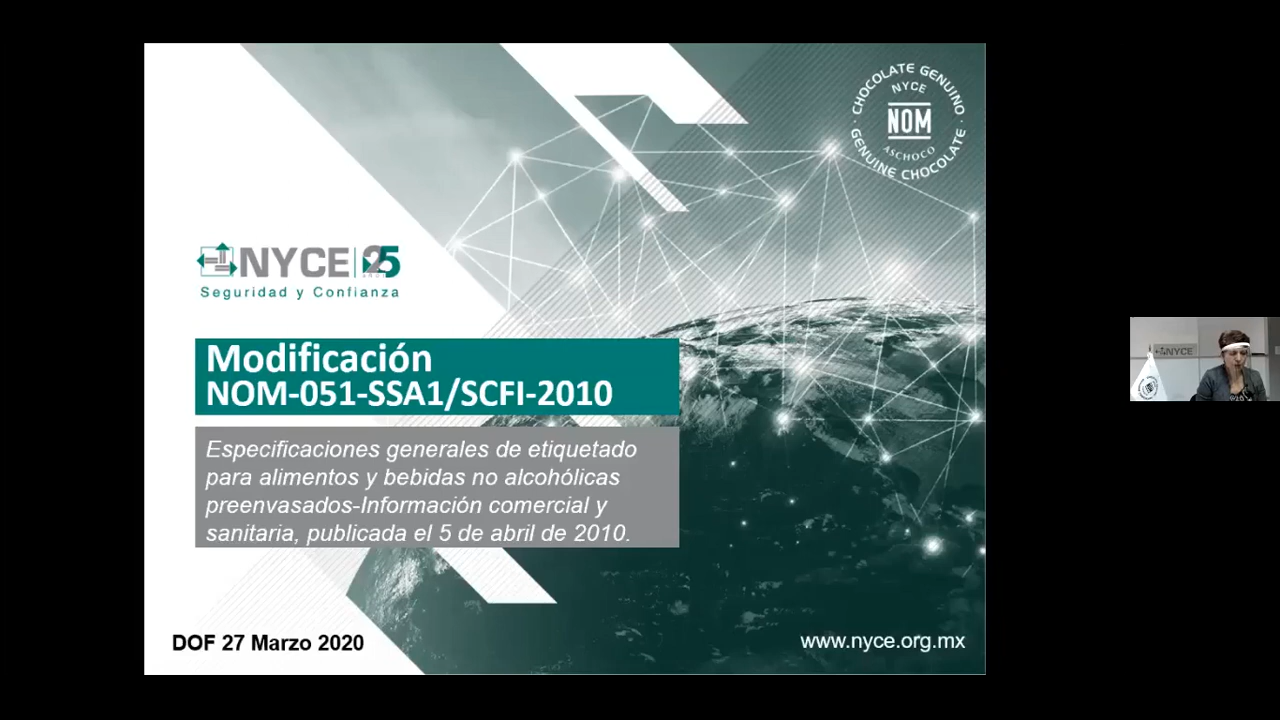 CHOCOLATE GENUINO
NYCE
NOM
ASCHOCO
GENUINE CHOCOLATE
NYCE 25
Seguridad y Confianza
Modificación
NOM-051-SSA1/SCFI-2010
Especificaciones generales de etiquetado
para alimentos y bebidas no alcohólicas
preenvasados-Información comercial y
sanitaria, publicada el 5 de abril de 2010.
DOF 27 Marzo 2020
www.nyce.org.mx
NYCE